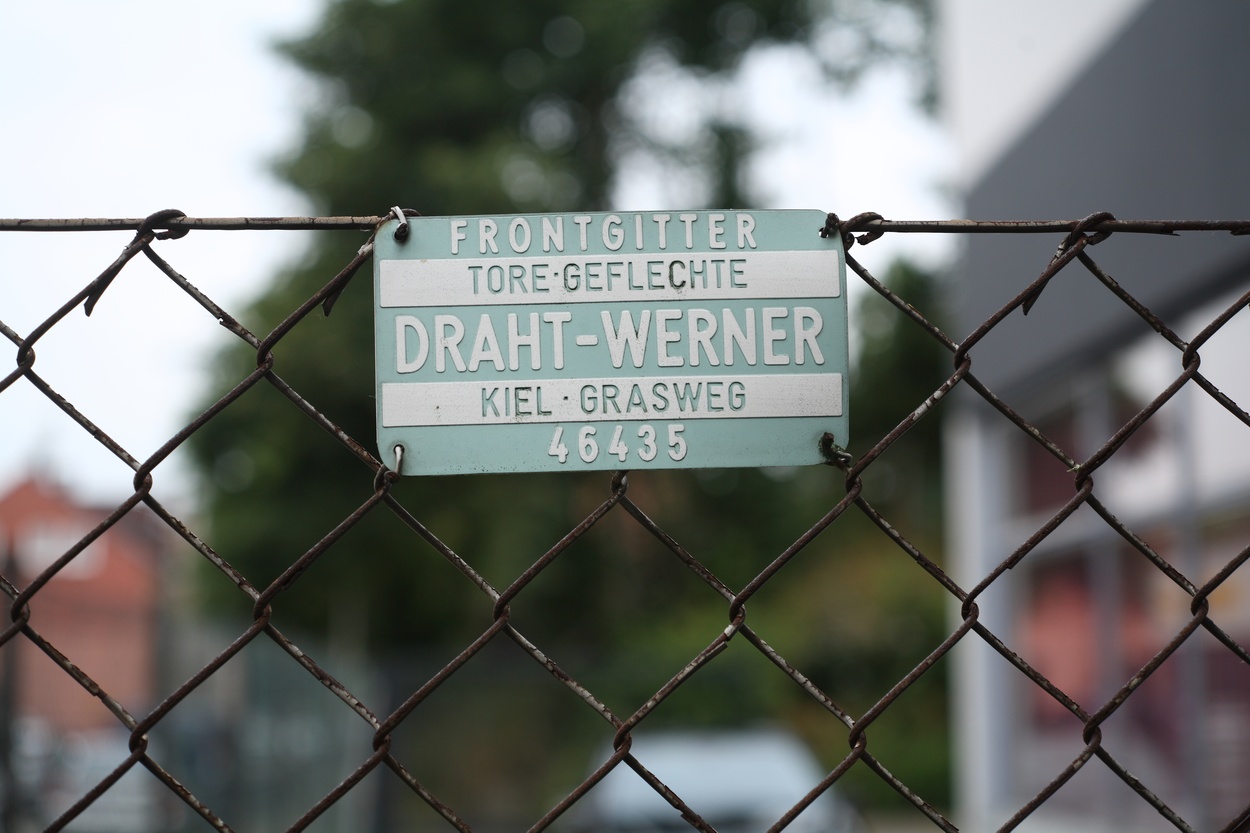 FRONTGITTER
TORE·GEFLECHTE
DRAHT-WERNER
KIEL·GRASWEG
46435